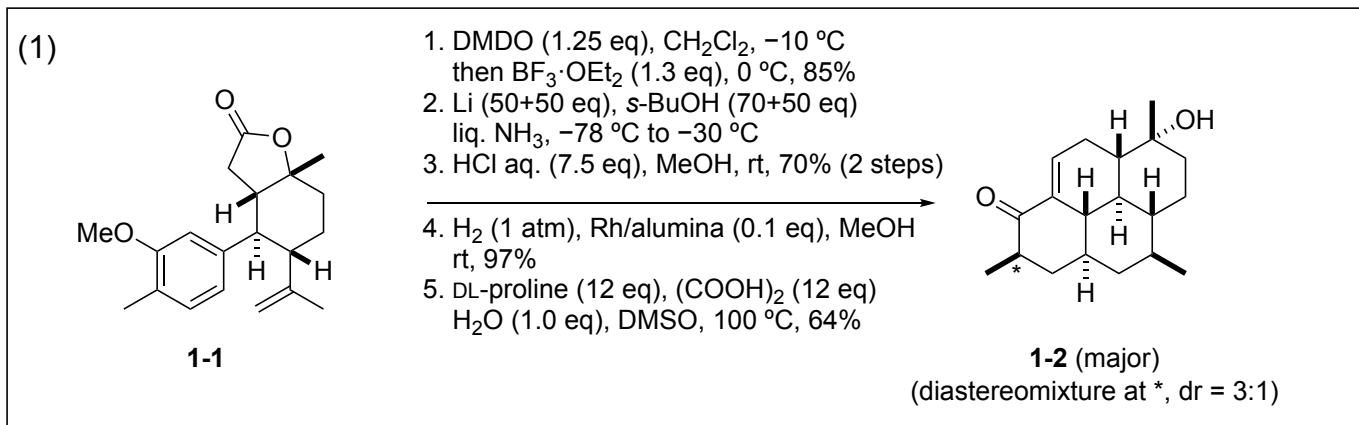 (1)
1. DMDO (1.25 eq), CH₂Cl₂, −10 ºC
then BF₃·OEt₂ (1.3 eq), 0 ºC, 85%
2. Li (50+50 eq), s-BuOH (70+50 eq)
liq. NH₃, −78 ºC to −30 ºC
3. HCl aq. (7.5 eq), MeOH, rt, 70% (2 steps)
4. H₂ (1 atm), Rh/alumina (0.1 eq), MeOH
rt, 97%
5. DL-proline (12 eq), (COOH)₂ (12 eq)
H₂O (1.0 eq), DMSO, 100 ºC, 64%
O
O
H
MeO
H
H
1-1
H
OH
H
H
O
H
*
H
1-2 (major)
(diastereomixture at *, dr = 3:1)